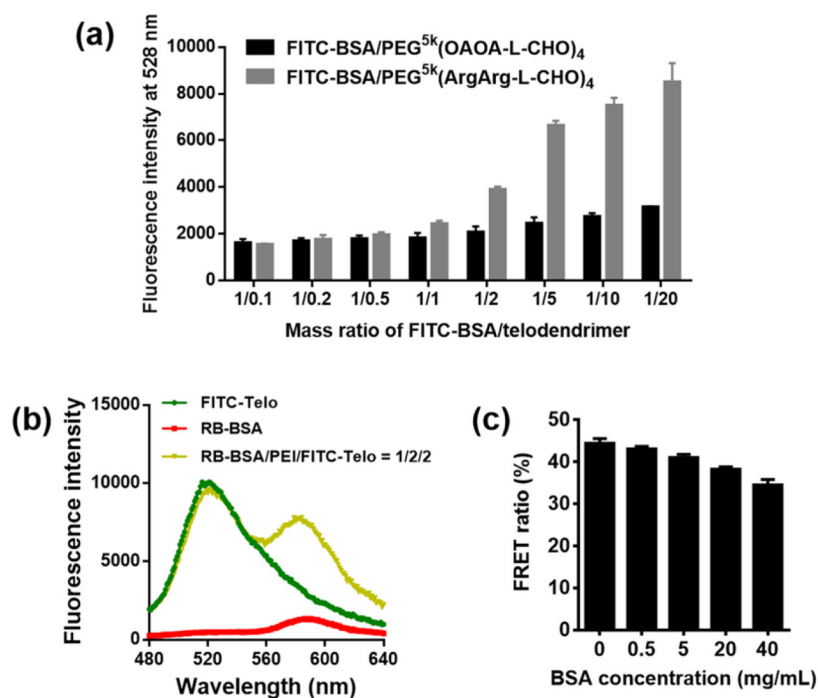 (a)
FITC-BSA/PEG5k(OAOA-L-CHO)4
FITC-BSA/PEG5k(ArgArg-L-CHO)4
Fluorescence intensity at 528 nm
10000
8000
6000
4000
2000
0
1/0.1 1/0.2 1/0.5 1/1 1/2 1/5 1/10 1/20
Mass ratio of FITC-BSA/telodendrimer
(b)
FITC-Telo
RB-BSA
RB-BSA/PEI/FITC-Telo = 1/2/2
Fluorescence intensity
15000
10000
5000
0
480 520 560 600 640
Wavelength (nm)
(c)
FRET ratio (%)
50
40
30
20
10
0
0 0.5 5 20 40
BSA concentration (mg/mL)